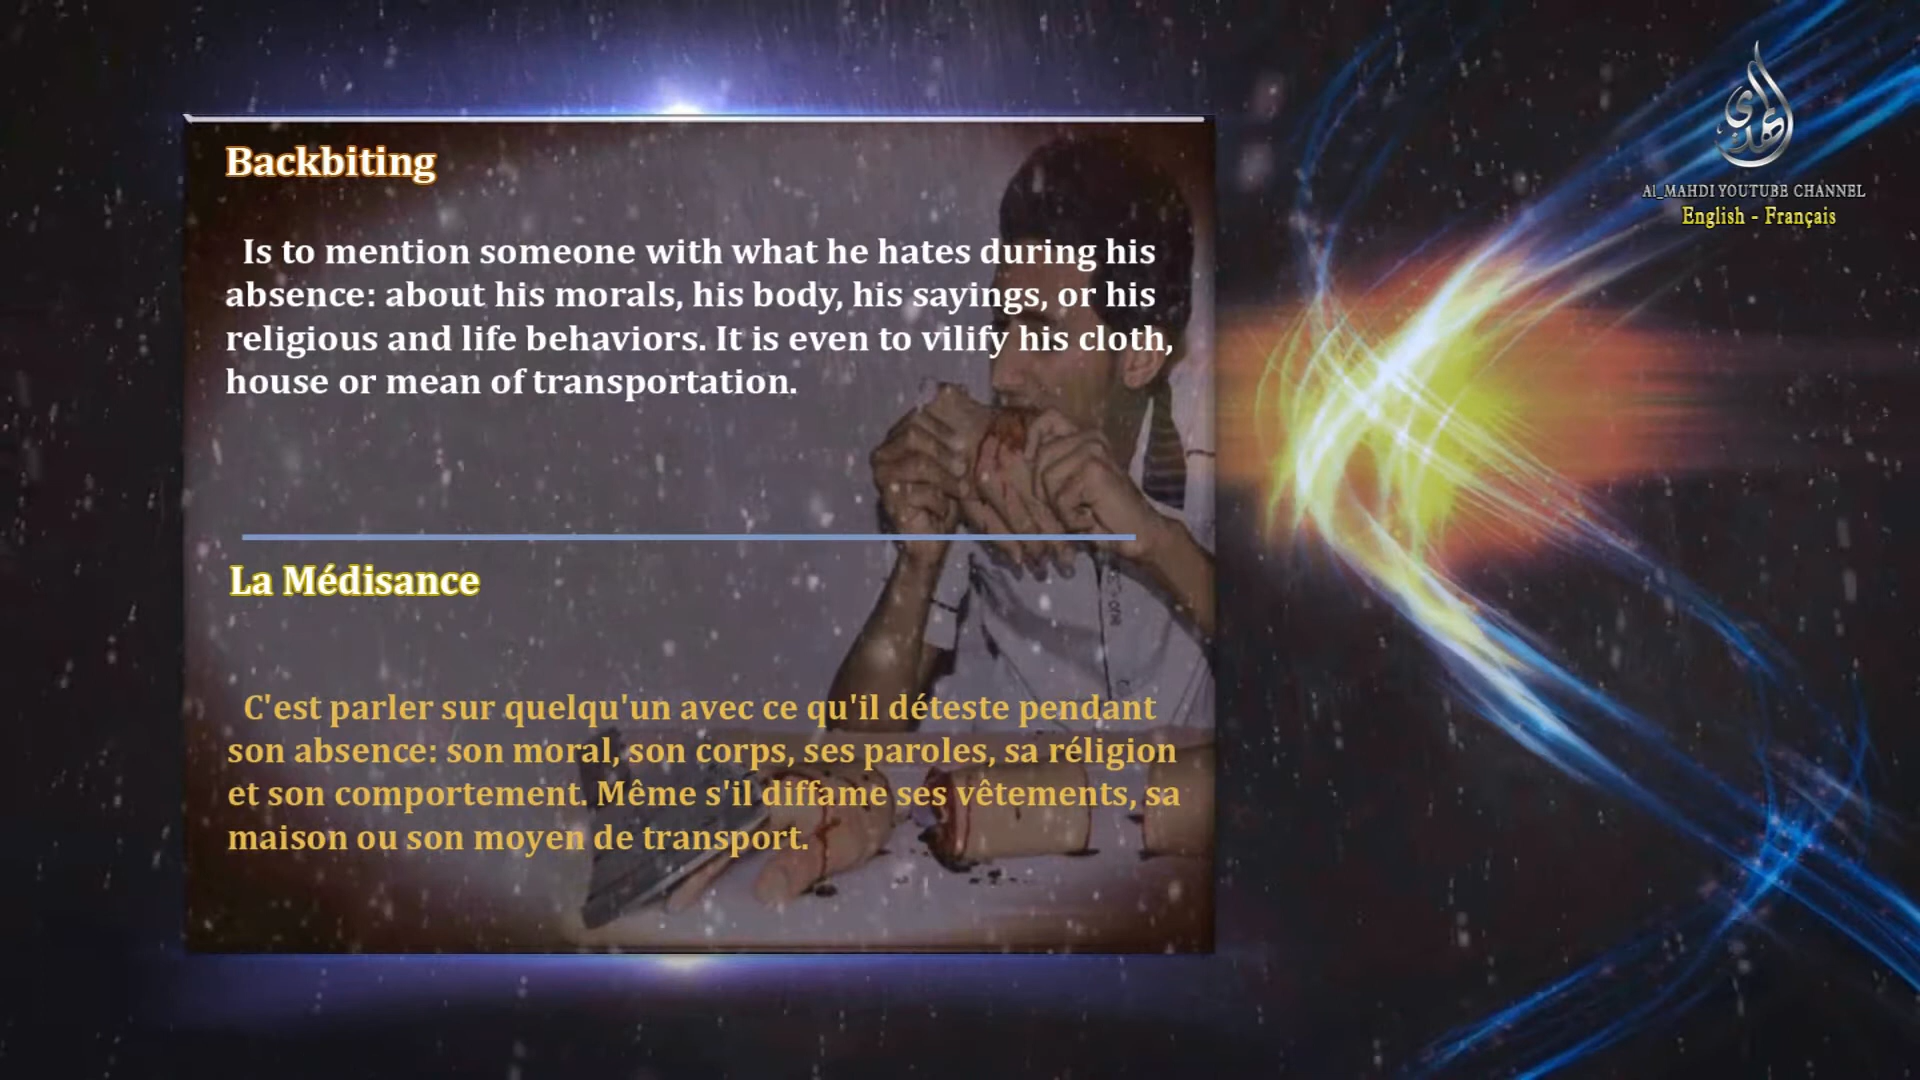 Backbiting
Is to mention someone with what he hates during his
absence: about his morals, his body, his sayings, or his
religious and life behaviors. It is even to vilify his cloth,
house or mean of transportation.
La Médisance
C'est parler sur quelqu'un avec ce qu'il déteste pendant
son absence: son moral, son corps, ses paroles, sa réligion
et son comportement. Même s'il diffame ses vêtements, sa
maison ou son moyen de transport.
المهدي
Al_MAHDI YOUTUBE CHANNEL
English - Français